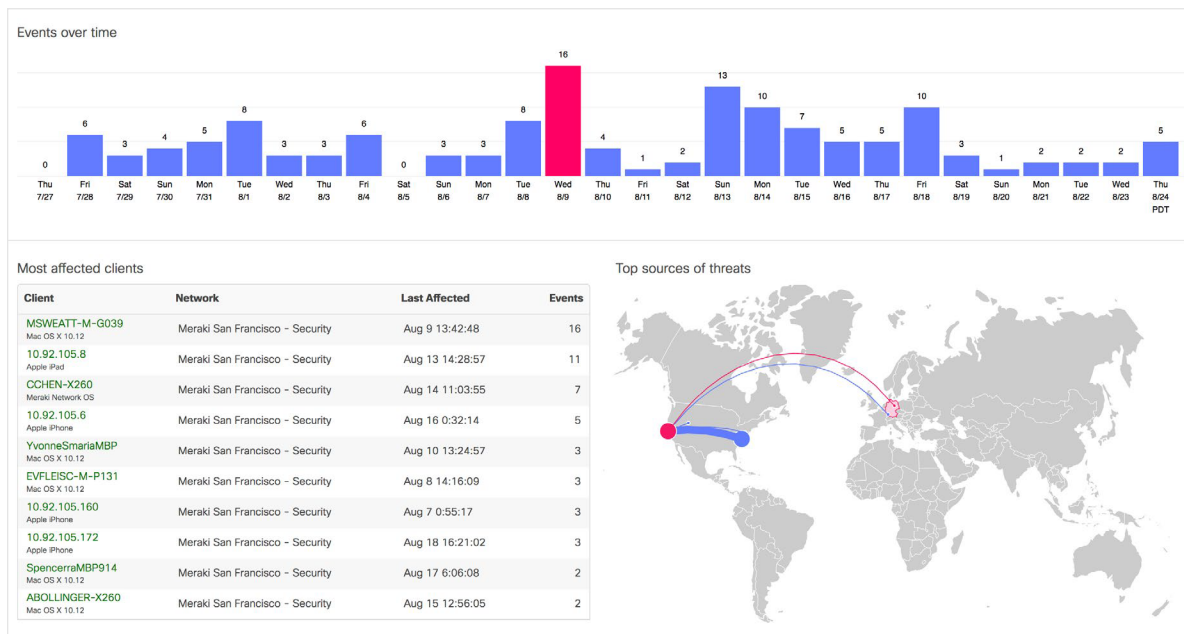 Events over time
0 6 3 4 5 8 3 3 6 0 3 3 8 16 4 1 2 13 10 7 5 5 10 3 1 2 2 2 5
Thu Fri Sat Sun Mon Tue Wed Thu Fri Sat Sun Mon Tue Wed Thu Fri Sat Sun Mon Tue Wed Thu Fri Sat Sun Mon Tue Wed Thu
7/27 7/28 7/29 7/30 7/31 8/1 8/2 8/3 8/4 8/5 8/6 8/7 8/8 8/9 8/10 8/11 8/12 8/13 8/14 8/15 8/16 8/17 8/18 8/19 8/20 8/21 8/22 8/23 8/24
PDT
Most affected clients
Client Network Last Affected Events
MSWEATT-M-G039
Mac OS X 10.12
Meraki San Francisco - Security Aug 9 13:42:48 16
10.92.105.8
Apple iPad
Meraki San Francisco - Security Aug 13 14:28:57 11
CCHEN-X260
Meraki Network OS
Meraki San Francisco - Security Aug 14 11:03:55 7
10.92.105.6
Apple iPhone
Meraki San Francisco - Security Aug 16 0:32:14 5
YvonneSmariaMBP
Mac OS X 10.12
Meraki San Francisco - Security Aug 10 13:24:57 3
EVFLEISC-M-P131
Mac OS X 10.12
Meraki San Francisco - Security Aug 8 14:16:09 3
10.92.105.160
Apple iPhone
Meraki San Francisco - Security Aug 7 0:55:17 3
10.92.105.172
Apple iPhone
Meraki San Francisco - Security Aug 18 16:21:02 3
SpencerraMBP914
Mac OS X 10.12
Meraki San Francisco - Security Aug 17 6:06:08 2
ABOLLINGER-X260
Mac OS X 10.12
Meraki San Francisco - Security Aug 15 12:56:05 2
Top sources of threats